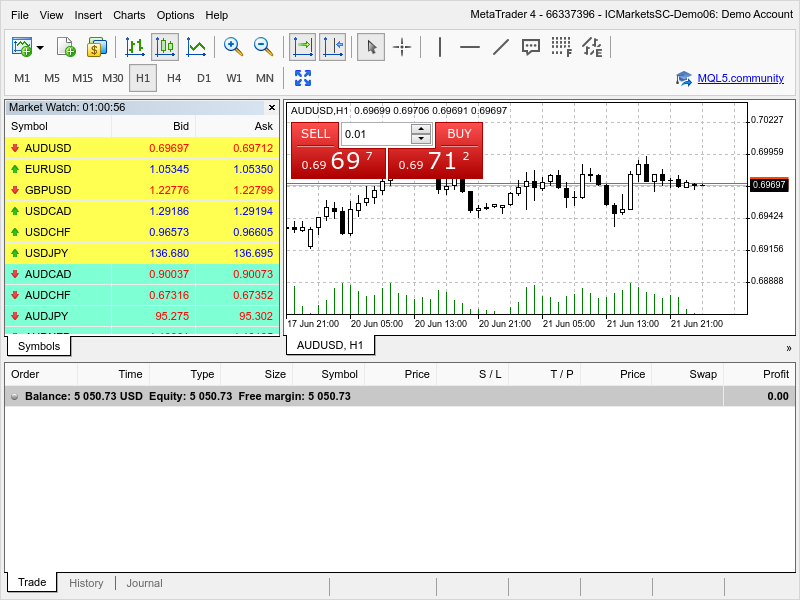 File View Insert Charts Options Help MetaTrader 4 - 66337396 - ICMarketsSC-Demo06: Demo Account
M1 M5 M15 M30 H1 H4 D1 W1 MN MQL5.community
Market Watch: 01:00:56
Symbol Bid Ask
AUDUSD 0.69697 0.69712
EURUSD 1.05345 1.05350
GBPUSD 1.22776 1.22799
USDCAD 1.29186 1.29194
USDCHF 0.96573 0.96605
USDJPY 136.680 136.695
AUDCAD 0.90037 0.90073
AUDCHF 0.67316 0.67352
AUDJPY 95.275 95.302
Symbols
AUDUSD,H1 0.69699 0.69706 0.69691 0.69697
SELL 0.01 BUY
0.69 69 7 0.69 71 2
0.70227
0.69959
0.69697
0.69424
0.69156
0.68888
17 Jun 21:00 20 Jun 05:00 20 Jun 13:00 20 Jun 21:00 21 Jun 05:00 21 Jun 13:00 21 Jun 21:00
AUDUSD, H1 »
Order Time Type Size Symbol Price S / L T / P Price Swap Profit
Balance: 5 050.73 USD Equity: 5 050.73 Free margin: 5 050.73 0.00
Trade History Journal